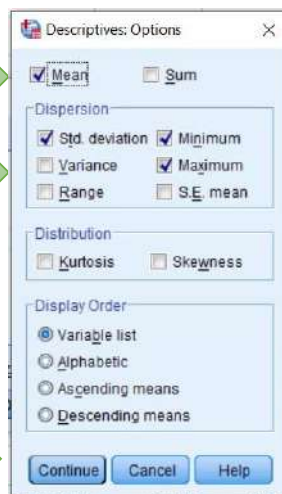 Descriptives: Options
Mean Sum
Dispersion
Std. deviation Minimum
Variance Maximum
Range S.E. mean
Distribution
Kurtosis Skewness
Display Order
Variable list
Alphabetic
Ascending means
Descending means
Continue Cancel Help